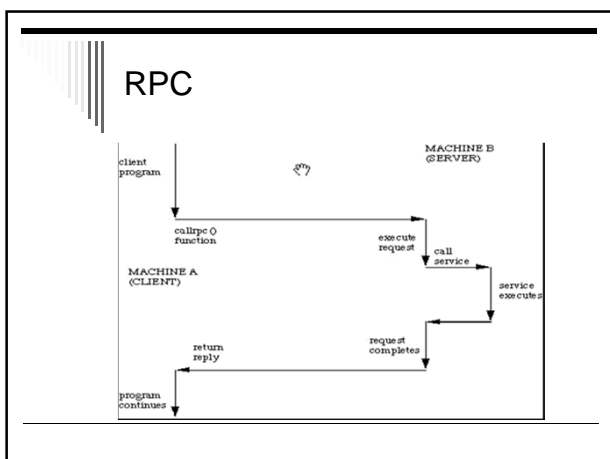 RPC
client
program
MACHINE B
(SERVER)
callrpc()
function
execute
request
call
service
MACHINE A
(CLIENT)
service
executes
return
reply
request
completes
program
continues